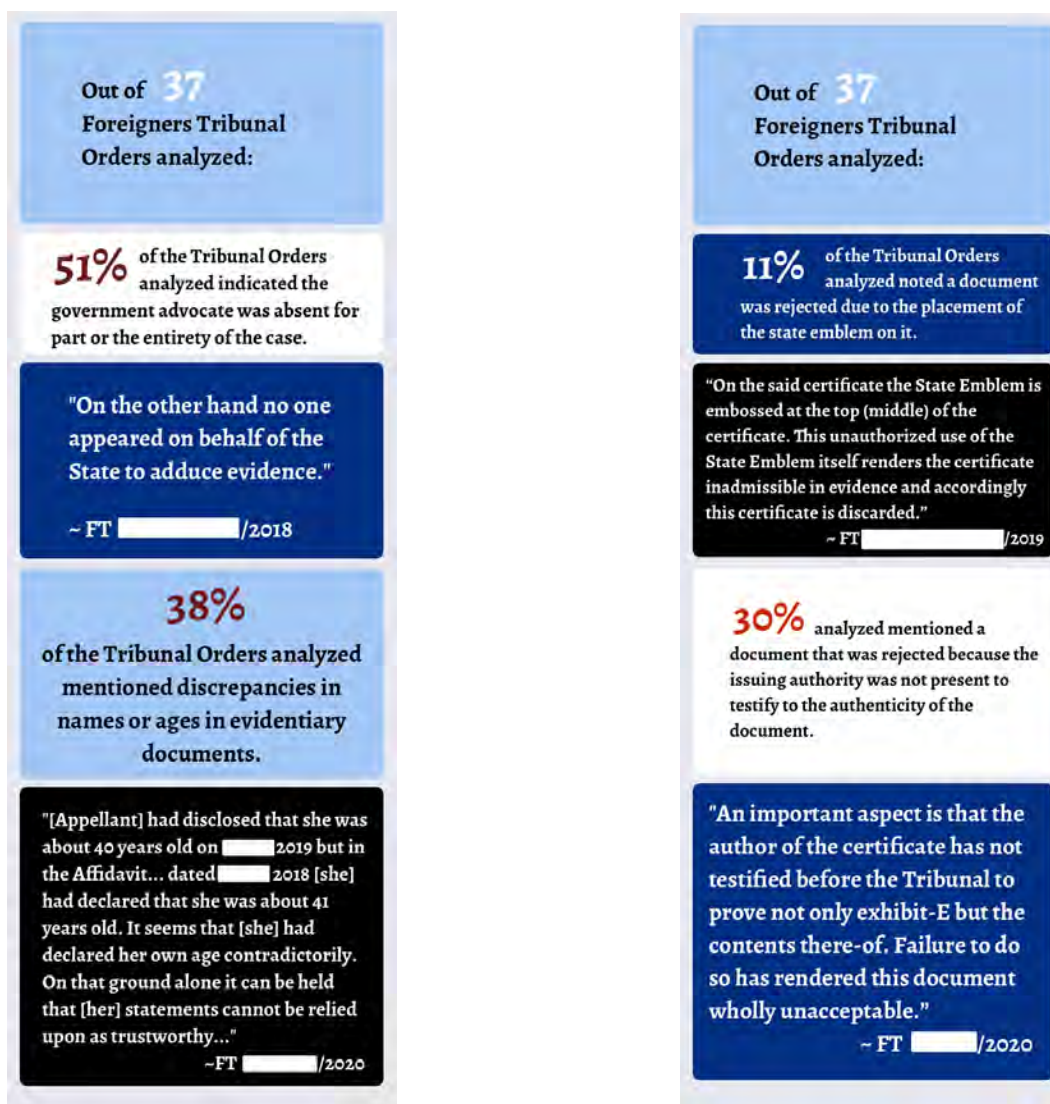 Out of 37
Foreigners Tribunal
Orders analyzed:
51% of the Tribunal Orders
analyzed indicated the
government advocate was absent for
part or the entirety of the case.
"On the other hand no one
appeared on behalf of the
State to adduce evidence."
~ FT /2018
38%
of the Tribunal Orders analyzed
mentioned discrepancies in
names or ages in evidentiary
documents.
"[Appellant] had disclosed that she was
about 40 years old on 2019 but in
the Affidavit... dated 2018 [she]
had declared that she was about 41
years old. It seems that [she] had
declared her own age contradictorily.
On that ground alone it can be held
that [her] statements cannot be relied
upon as trustworthy..."
~FT /2020
Out of 37
Foreigners Tribunal
Orders analyzed:
11% of the Tribunal Orders
analyzed noted a document
was rejected due to the placement of
the state emblem on it.
“On the said certificate the State Emblem is
embossed at the top (middle) of the
certificate. This unauthorized use of the
State Emblem itself renders the certificate
inadmissible in evidence and accordingly
this certificate is discarded.”
~ FT /2019
30% analyzed mentioned a
document that was rejected because the
issuing authority was not present to
testify to the authenticity of the
document.
"An important aspect is that the
author of the certificate has not
testified before the Tribunal to
prove not only exhibit-E but the
contents there-of. Failure to do
so has rendered this document
wholly unacceptable.”
~ FT /2020